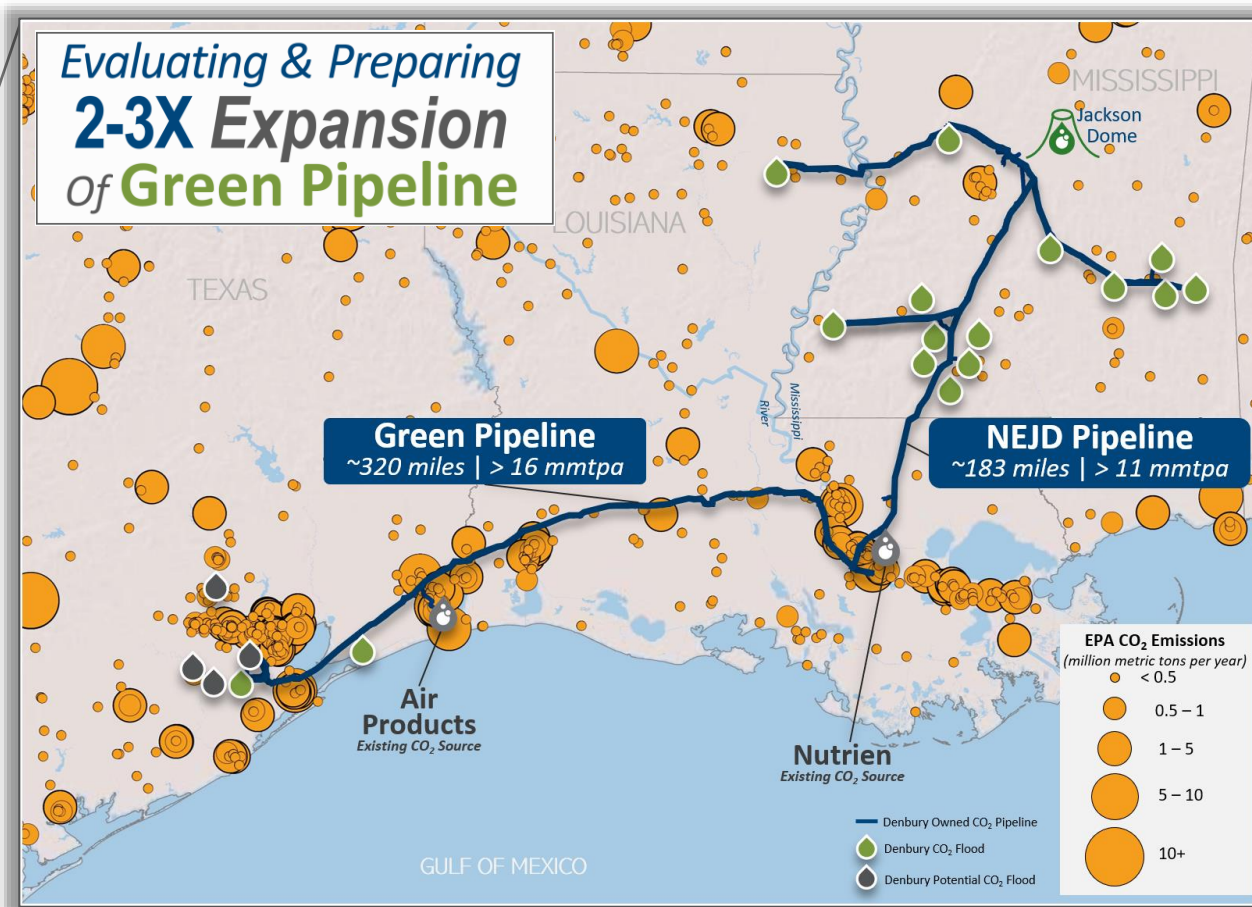 Evaluating & Preparing
2-3X Expansion
Of Green Pipeline
MISSISSIPPI
Jackson
Dome
LOUISIANA
TEXAS
Mississippi
River
Green Pipeline
~320 miles | > 16 mmtpa
NEJD Pipeline
~183 miles | > 11 mmtpa
Air
Products
Existing CO₂ Source
Nutrien
Existing CO₂ Source
GULF OF MEXICO
Denbury Owned CO₂ Pipeline
Denbury CO₂ Flood
Denbury Potential CO₂ Flood
EPA CO₂ Emissions
(million metric tons per year)
< 0.5
0.5 – 1
1 – 5
5 – 10
10+